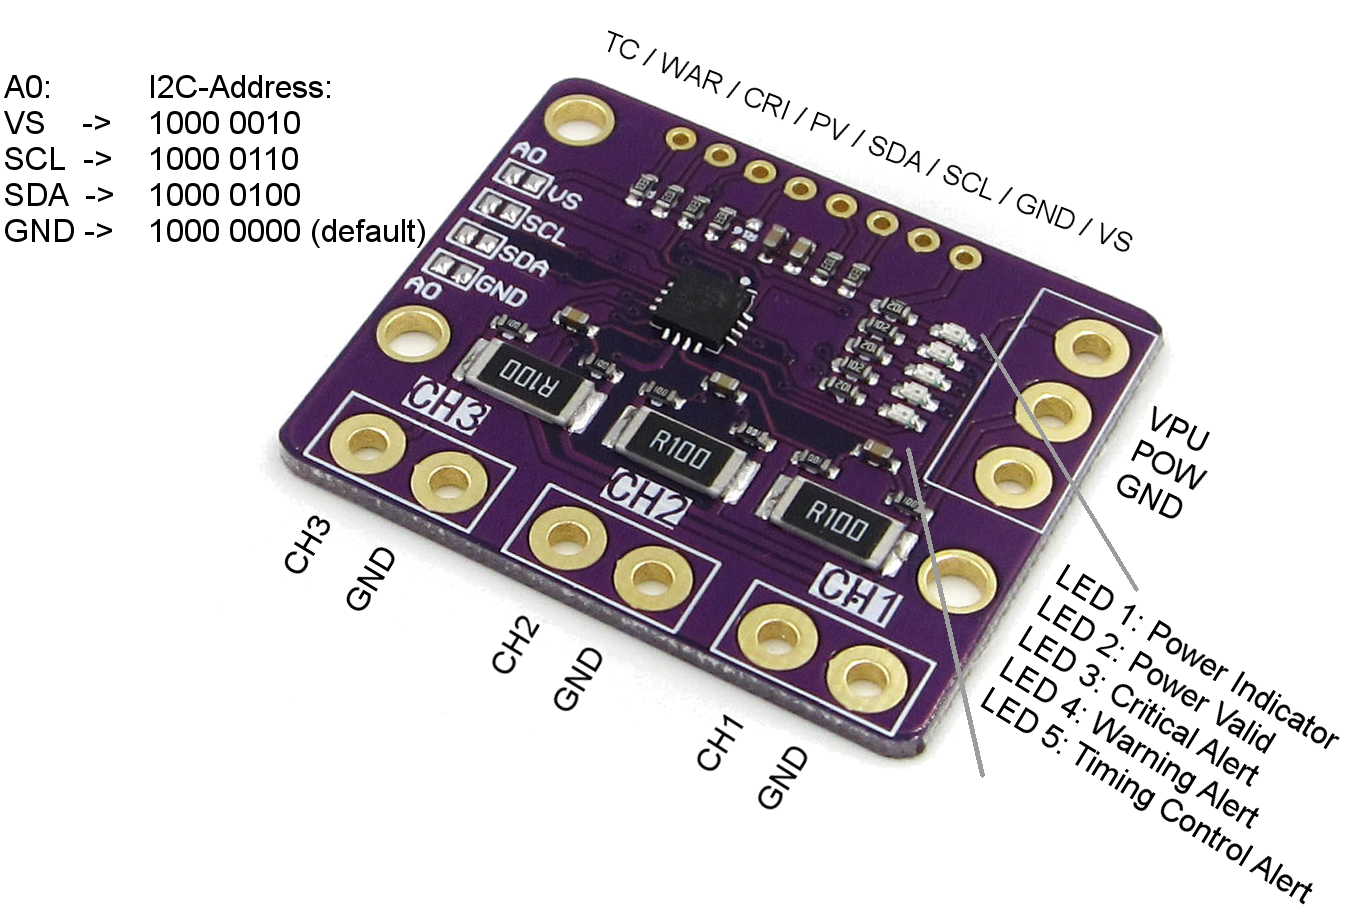 TC / WAR / CRI / PV / SDA / SCL / GND / VS
A0: I2C-Address:
VS -> 1000 0010
SCL -> 1000 0110
SDA -> 1000 0100
GND -> 1000 0000 (default)
A0
VS
SCL
SDA
GND
A0
R100
R100
R100
CH3
CH2
CH1
VPU
POW
GND
CH3
GND
CH2
GND
CH1
GND
LED 1: Power Indicator
LED 2: Power Valid
LED 3: Critical Alert
LED 4: Warning Alert
LED 5: Timing Control Alert